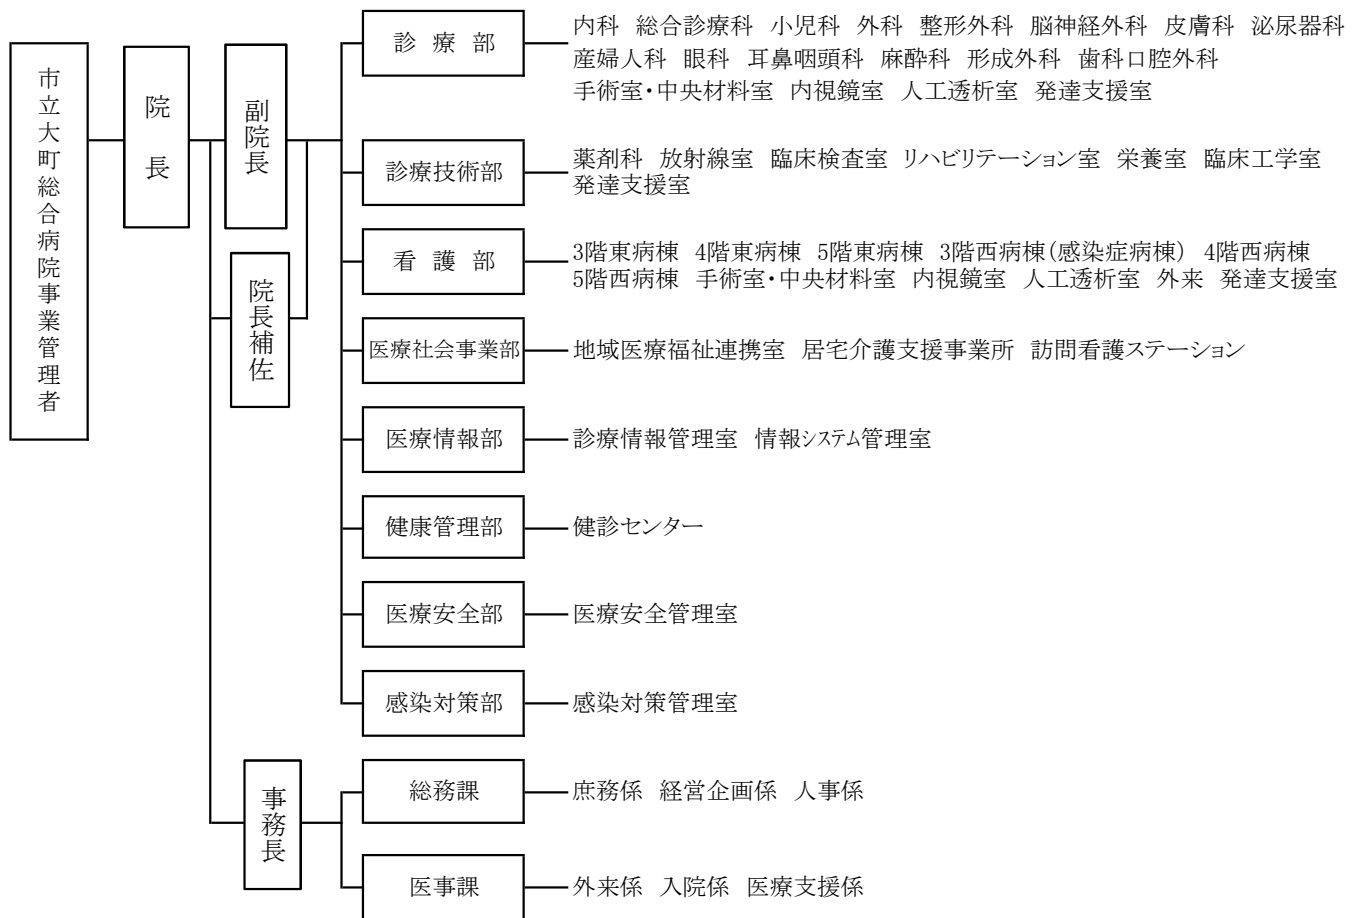 市立大町総合病院事業管理者
院長
副院長
院長補佐
診療部
内科 総合診療科 小児科 外科 整形外科 脳神経外科 皮膚科 泌尿器科
産婦人科 眼科 耳鼻咽頭科 麻酔科 形成外科 歯科口腔外科
手術室・中央材料室 内視鏡室 人工透析室 発達支援室
診療技術部
薬剤科 放射線室 臨床検査室 リハビリテーション室 栄養室 臨床工学室
発達支援室
看護部
3階東病棟 4階東病棟 5階東病棟 3階西病棟(感染症病棟) 4階西病棟
5階西病棟 手術室・中央材料室 内視鏡室 人工透析室 外来 発達支援室
医療社会事業部
地域医療福祉連携室 居宅介護支援事業所 訪問看護ステーション
医療情報部
診療情報管理室 情報システム管理室
健康管理部
健診センター
医療安全部
医療安全管理室
感染対策部
感染対策管理室
事務長
総務課
庶務係 経営企画係 人事係
医事課
外来係 入院係 医療支援係